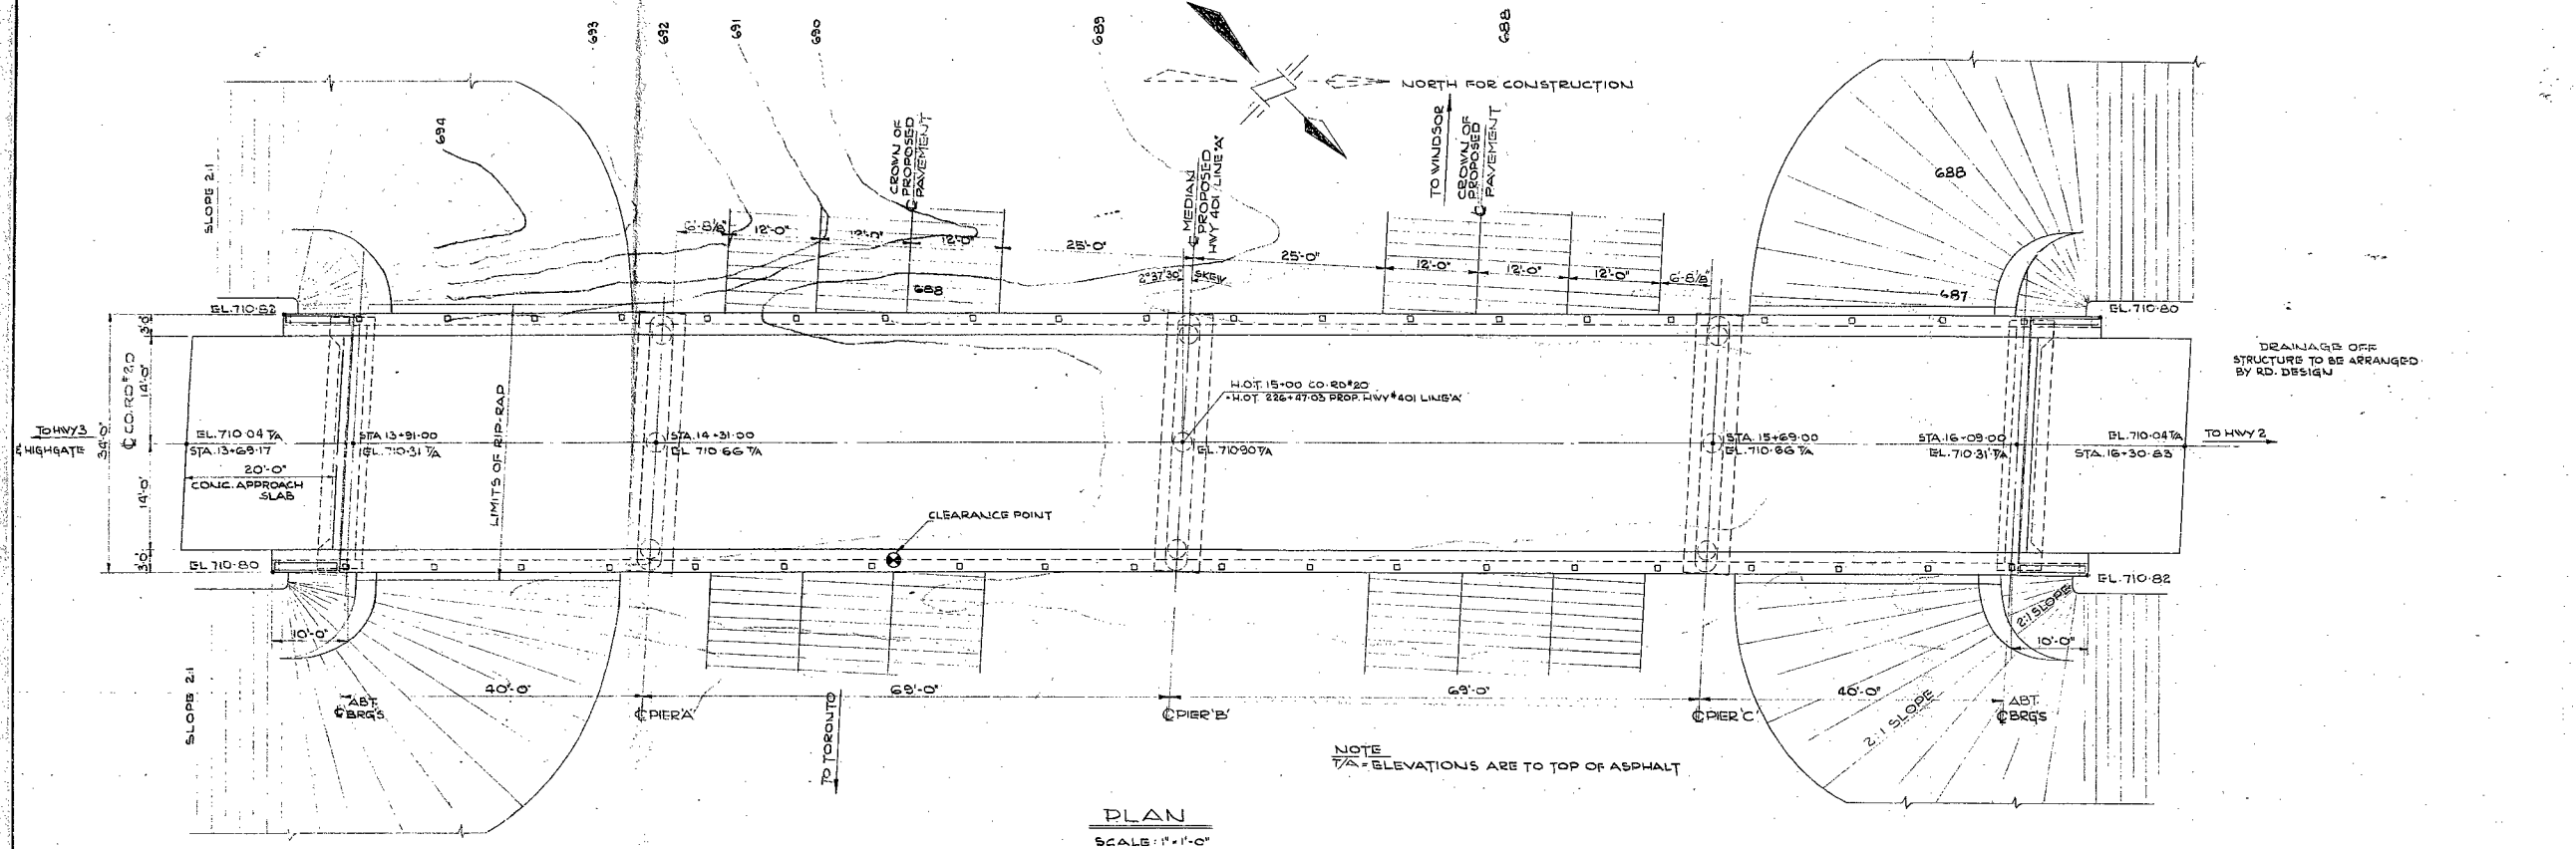 693
692
691
690
689
688
NORTH FOR CONSTRUCTION
694
SLOPE 2:1
CROWN OF
PROPOSED
PAVEMENT
℄ MEDIAN
PROPOSED
HWY 401 LINE 'A'
TO WINDSOR
CROWN OF
PROPOSED
PAVEMENT
688
6'-8⅛"
12'-0"
12'-0"
12'-0"
25'-0"
2°37'30"
SKEW
25'-0"
12'-0"
12'-0"
12'-0"
6'-8⅛"
688
687
EL. 710.82
EL. 710.80
DRAINAGE OFF
STRUCTURE TO BE ARRANGED
BY RD. DESIGN
3'-0"
14'-0"
℄ CO. RD #20
34'-0"
14'-0"
3'-0"
TO HWY 3
& HIGHGATE
EL. 710.04 T/A
STA. 13+69.17
20'-0"
CONC. APPROACH
SLAB
STA 13+91.00
EL. 710.31 T/A
LIMITS OF RIP-RAP
STA. 14+31.00
EL 710.66 T/A
H.O.T. 15+00 CO. RD #20
= H.O.T. 226+47.03 PROP. HWY #401 LINE 'A'
EL. 710.90 T/A
STA. 15+69.00
EL. 710.66 T/A
STA. 16+09.00
EL. 710.31 T/A
EL. 710.04 T/A
STA. 16+30.83
TO HWY 2
CLEARANCE POINT
EL 710.80
EL. 710.82
10'-0"
2:1 SLOPE
10'-0"
SLOPE 2:1
40'-0"
69'-0"
69'-0"
40'-0"
ABT.
℄ BRG'S
℄ PIER 'A'
TO TORONTO
℄ PIER 'B'
℄ PIER 'C'
2:1 SLOPE
ABT.
℄ BRG'S
NOTE
T/A = ELEVATIONS ARE TO TOP OF ASPHALT
PLAN
SCALE: 1" = 1'-0"